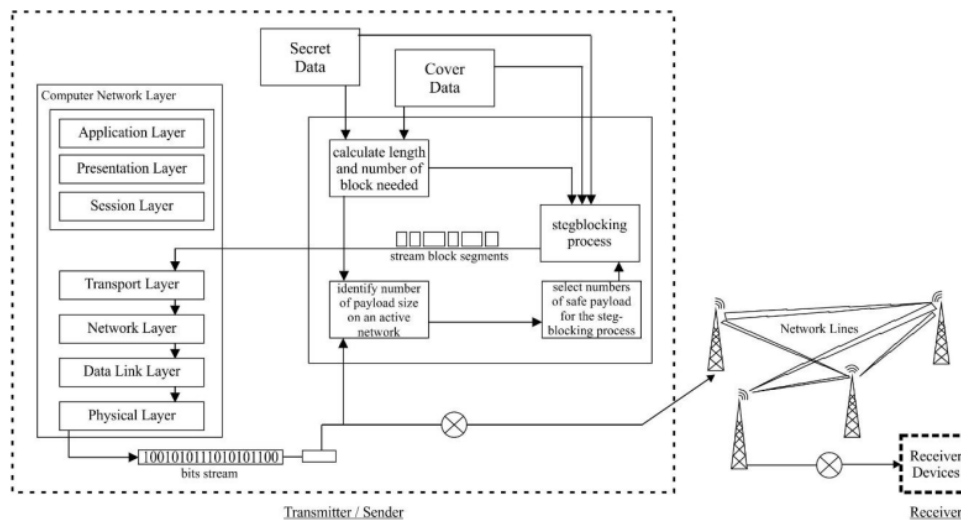 Secret
Data
Cover
Data
Computer Network Layer
Application Layer
Presentation Layer
Session Layer
calculate length
and number of
block needed
stegblocking
process
stream block segments
Transport Layer
Network Layer
Data Link Layer
Physical Layer
identify number
of payload size
on an active
network
select numbers
of safe payload
for the steg-
blocking process
Network Lines
1001010111010101100
bits stream
Receiver
Devices
Transmitter / Sender
Receiver